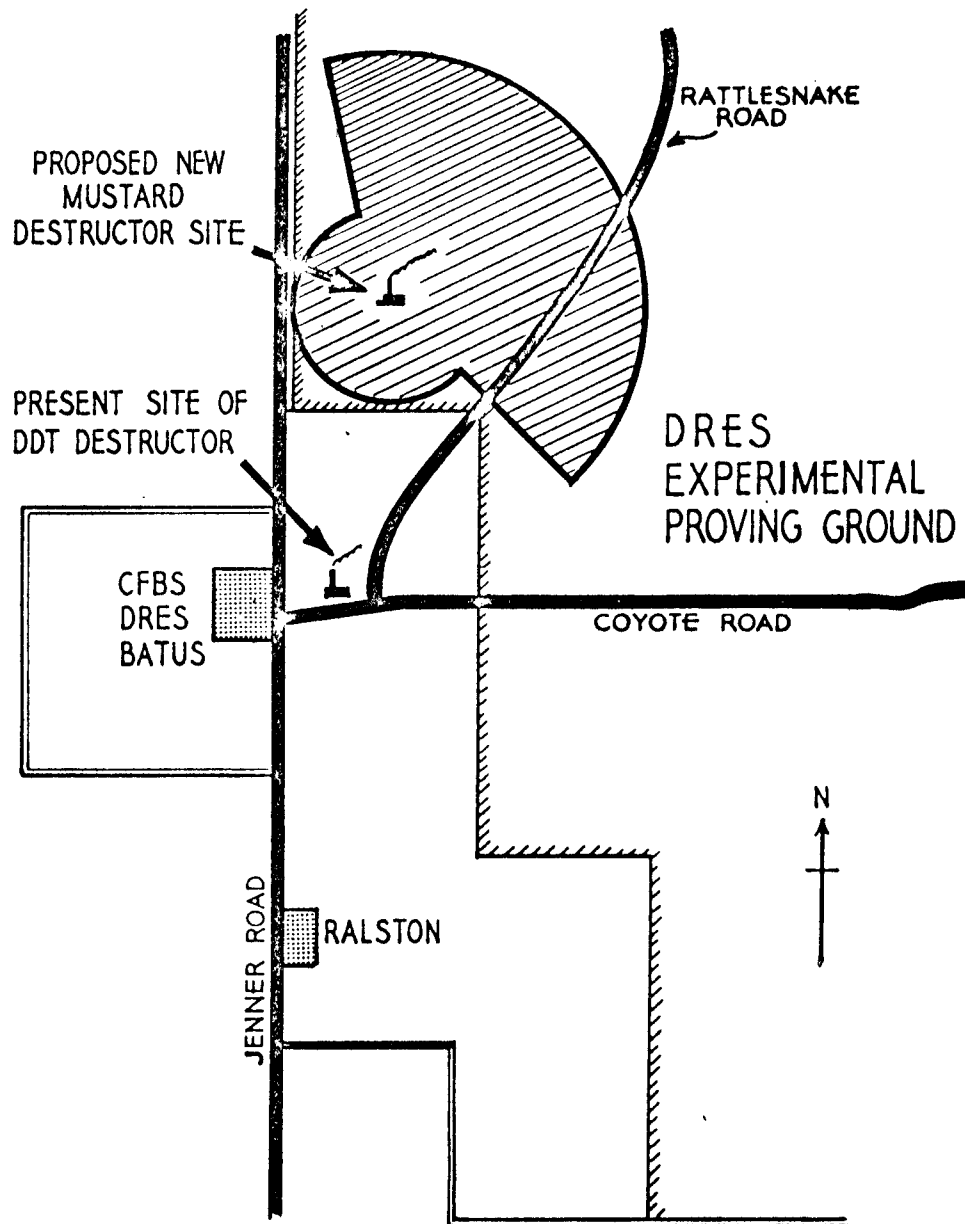 RATTLESNAKE
ROAD
PROPOSED NEW
MUSTARD
DESTRUCTOR SITE
PRESENT SITE OF
DDT DESTRUCTOR
DRES
EXPERIMENTAL
PROVING GROUND
CFBS
DRES
BATUS
COYOTE ROAD
N
JENNER ROAD
RALSTON